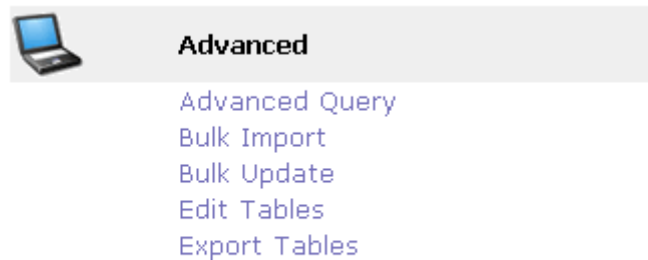 Advanced
Advanced Query
Bulk Import
Bulk Update
Edit Tables
Export Tables